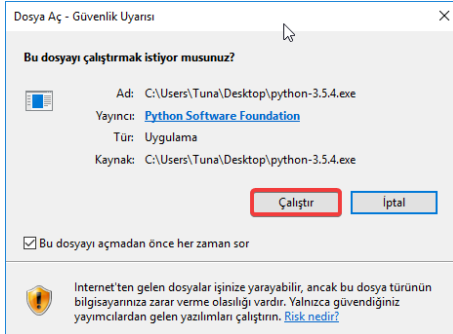 Dosya Aç - Güvenlik Uyarısı
Bu dosyayı çalıştırmak istiyor musunuz?
Ad: C:\Users\Tuna\Desktop\python-3.5.4.exe
Yayıncı: Python Software Foundation
Tür: Uygulama
Kaynak: C:\Users\Tuna\Desktop\python-3.5.4.exe
Çalıştır İptal
Bu dosyayı açmadan önce her zaman sor
Internet'ten gelen dosyalar işinize yarayabilir, ancak bu dosya türünün
bilgisayarınıza zarar verme olasılığı vardır. Yalnızca güvendiğiniz
yayımcılardan gelen yazılımları çalıştırın. Risk nedir?